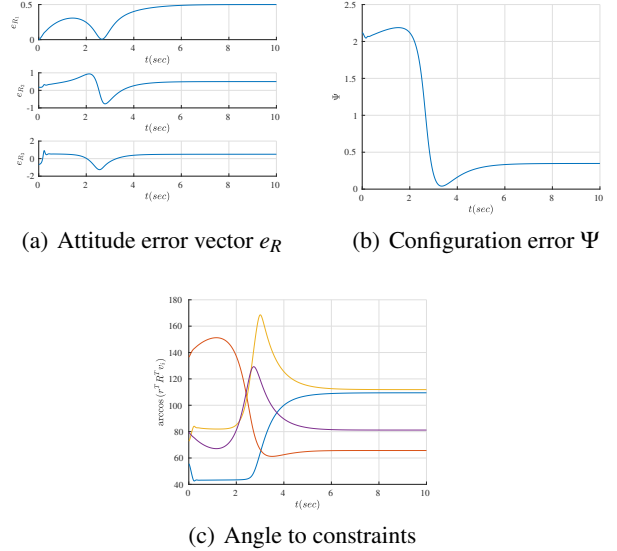 0.5
0
e_{R_1}
0 2 4 6 8 10
t(sec)
1
0
-1
e_{R_2}
0 2 4 6 8 10
t(sec)
2
0
-2
e_{R_3}
0 2 4 6 8 10
t(sec)
(a) Attitude error vector e_R
2.5
2
1.5
1
0.5
0
Ψ
0 2 4 6 8 10
t(sec)
(b) Configuration error Ψ
180
160
140
120
100
80
60
40
arccos(r^T R^T v_i)
0 2 4 6 8 10
t(sec)
(c) Angle to constraints